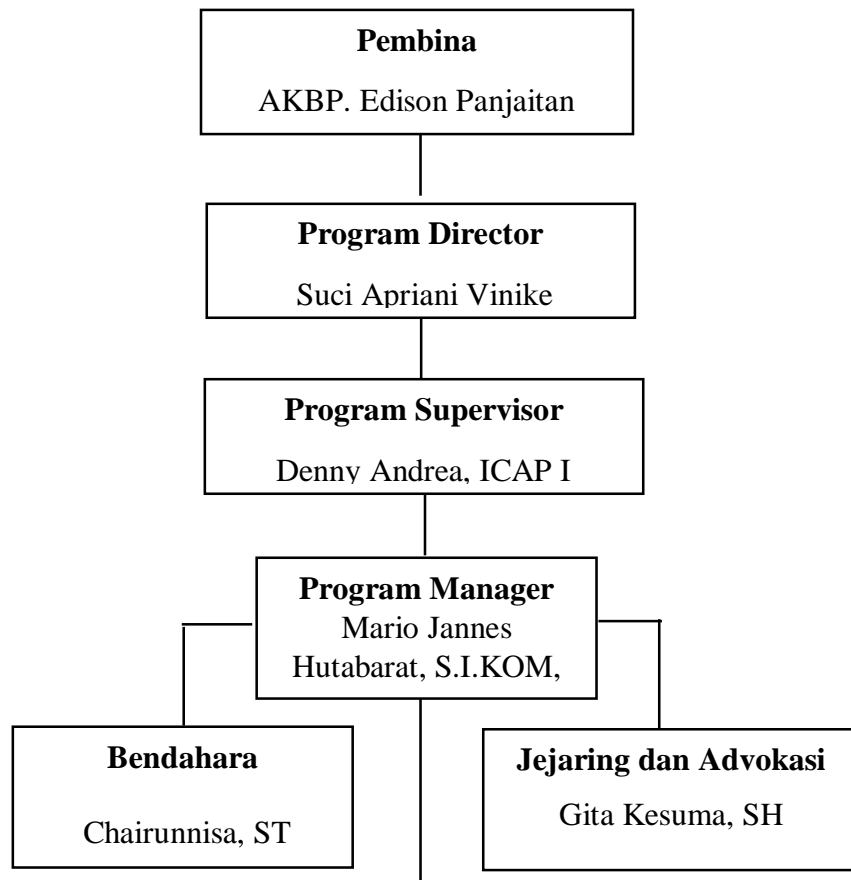 Pembina
AKBP. Edison Panjaitan
Program Director
Suci Apriani Vinike
Program Supervisor
Denny Andrea, ICAP I
Program Manager
Mario Jannes
Hutabarat, S.I.KOM,
Bendahara
Chairunnisa, ST
Jejaring dan Advokasi
Gita Kesuma, SH